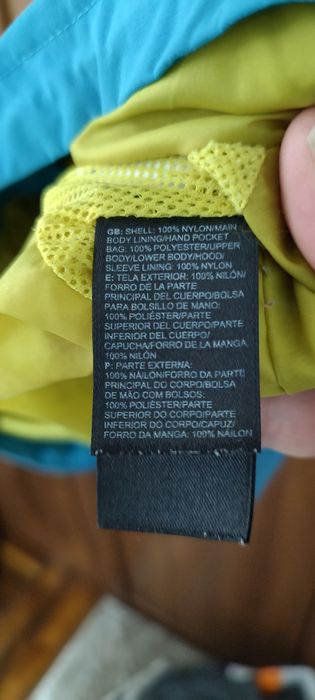 GB: SHELL: 100% NYLON/MAIN
BODY LINING/HAND POCKET
BAG: 100% POLYESTER/UPPER
BODY/LOWER BODY/HOOD/
SLEEVE LINING: 100% NYLON
E: TELA EXTERIOR: 100% NILÓN/
FORRO DE LA PARTE
PRINCIPAL DEL CUERPO/BOLSA
PARA BOLSILLO DE MANO:
100% POLIÉSTER/PARTE
SUPERIOR DEL CUERPO/PARTE
INFERIOR DEL CUERPO/
CAPUCHA/FORRO DE LA MANGA:
100% NILÓN
P: PARTE EXTERNA:
100% NÁILON/FORRO DA PARTE
PRINCIPAL DO CORPO/BOLSA
DE MÃO COM BOLSOS:
100% POLIÉSTER/PARTE
SUPERIOR DO CORPO/PARTE
INFERIOR DO CORPO/CAPUZ/
FORRO DA MANGA: 100% NÁILON